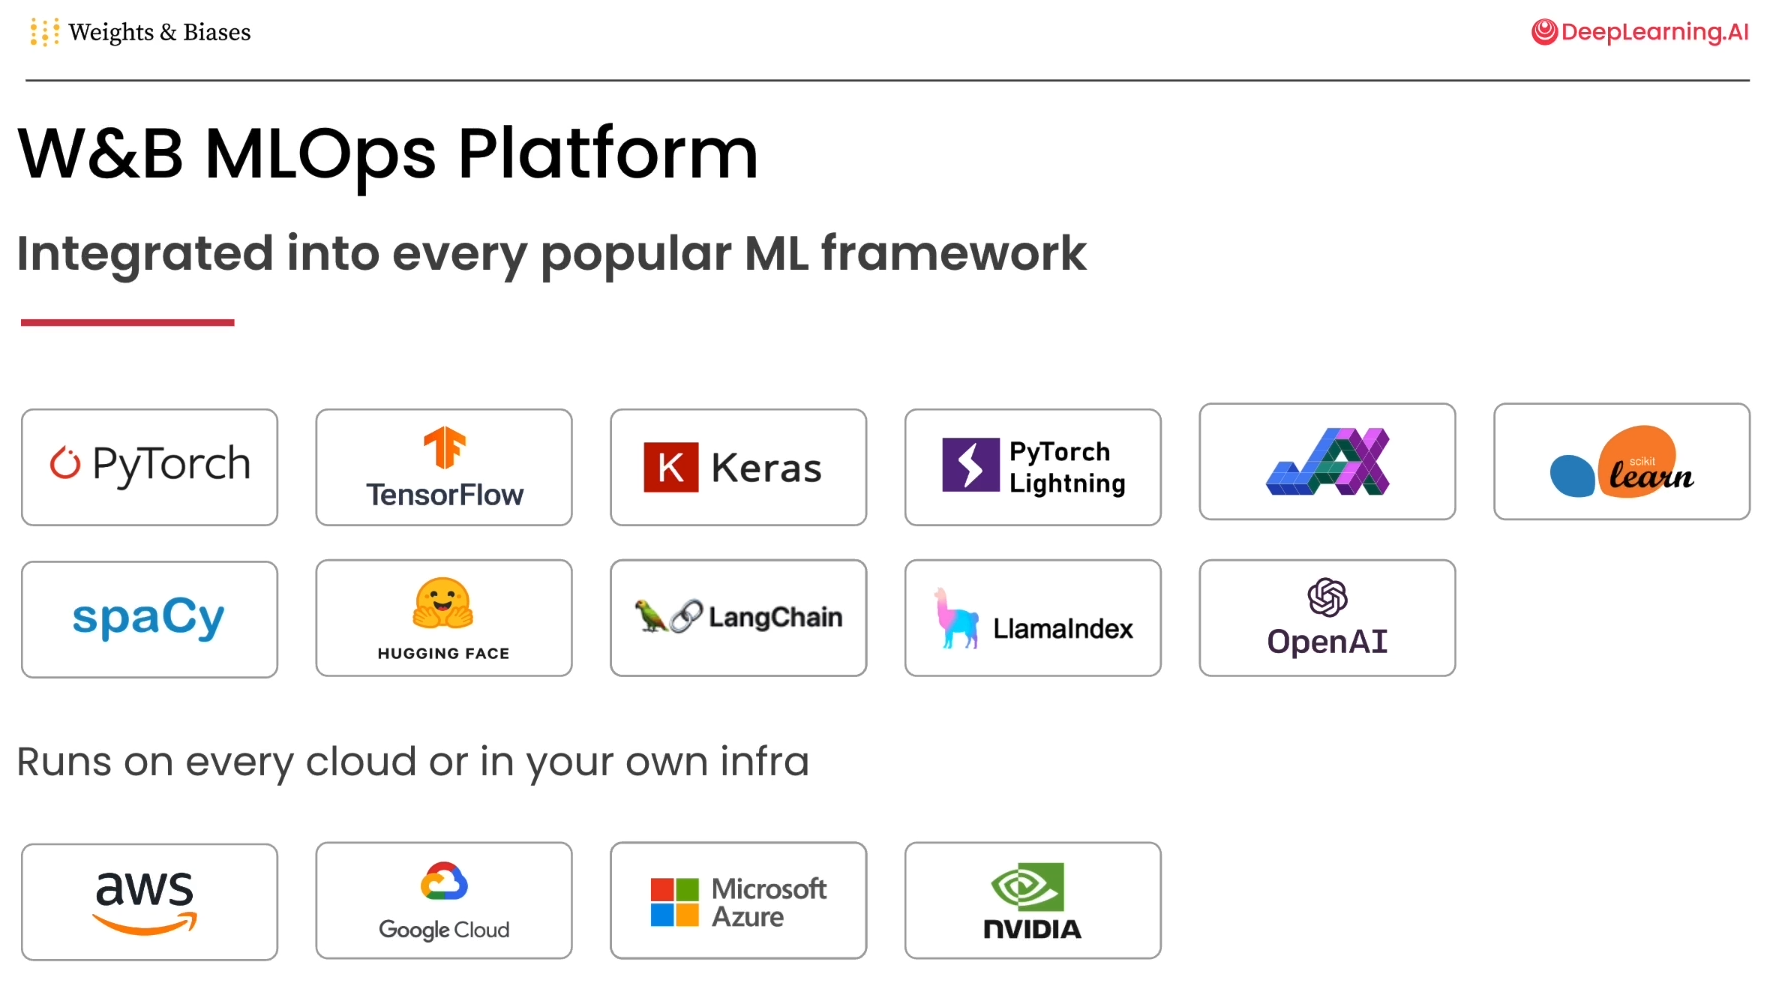 Weights & Biases
DeepLearning.AI
W&B MLOps Platform
Integrated into every popular ML framework
PyTorch
TensorFlow
K Keras
PyTorch
Lightning
JAX
scikit
learn
spaCy
HUGGING FACE
LangChain
LlamaIndex
OpenAI
Runs on every cloud or in your own infra
aws
Google Cloud
Microsoft
Azure
NVIDIA